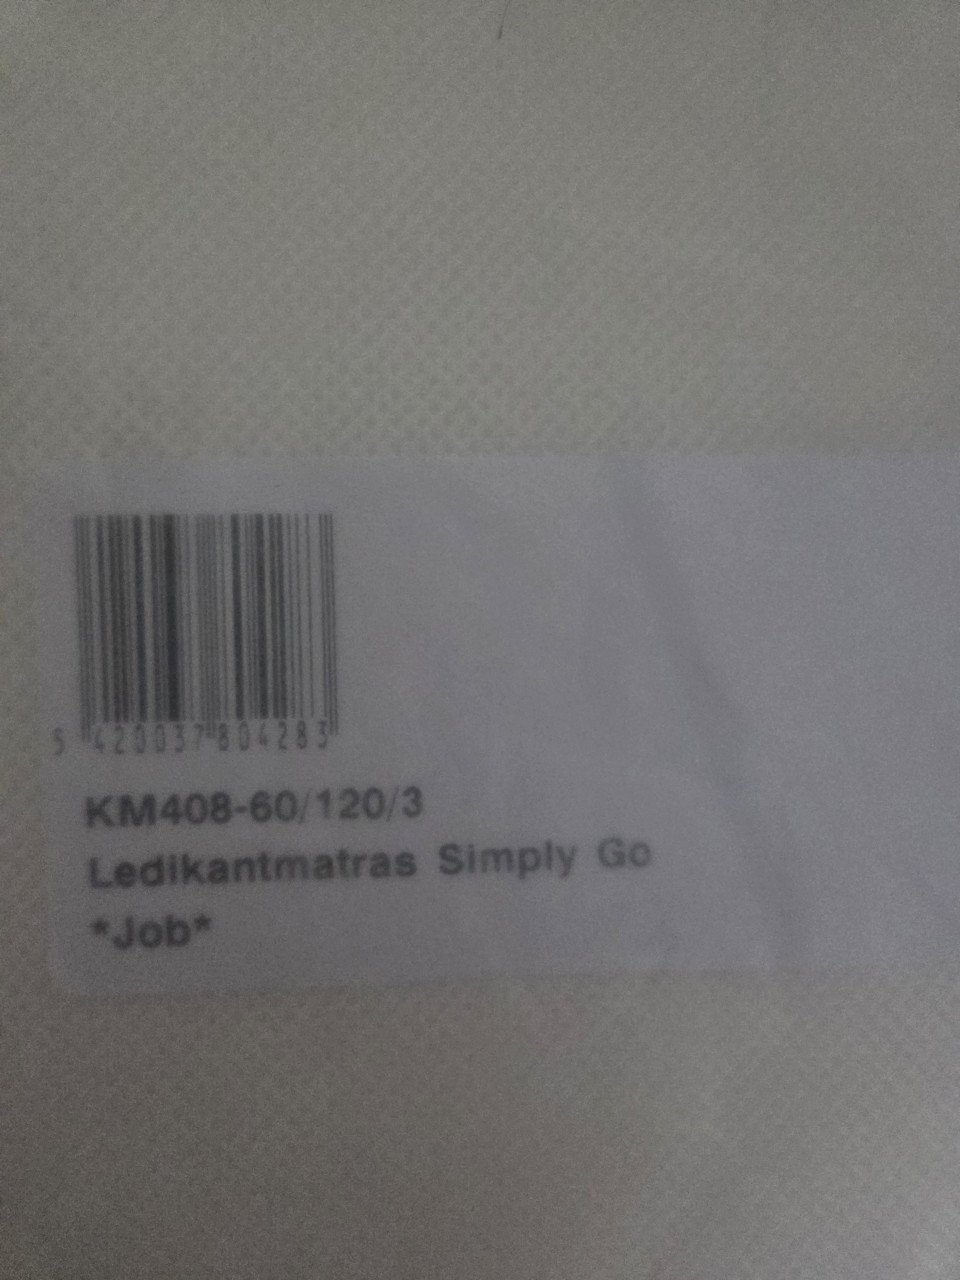 5 420037 804283
KM408-60/120/3
Ledikantmatras Simply Go
*Job*